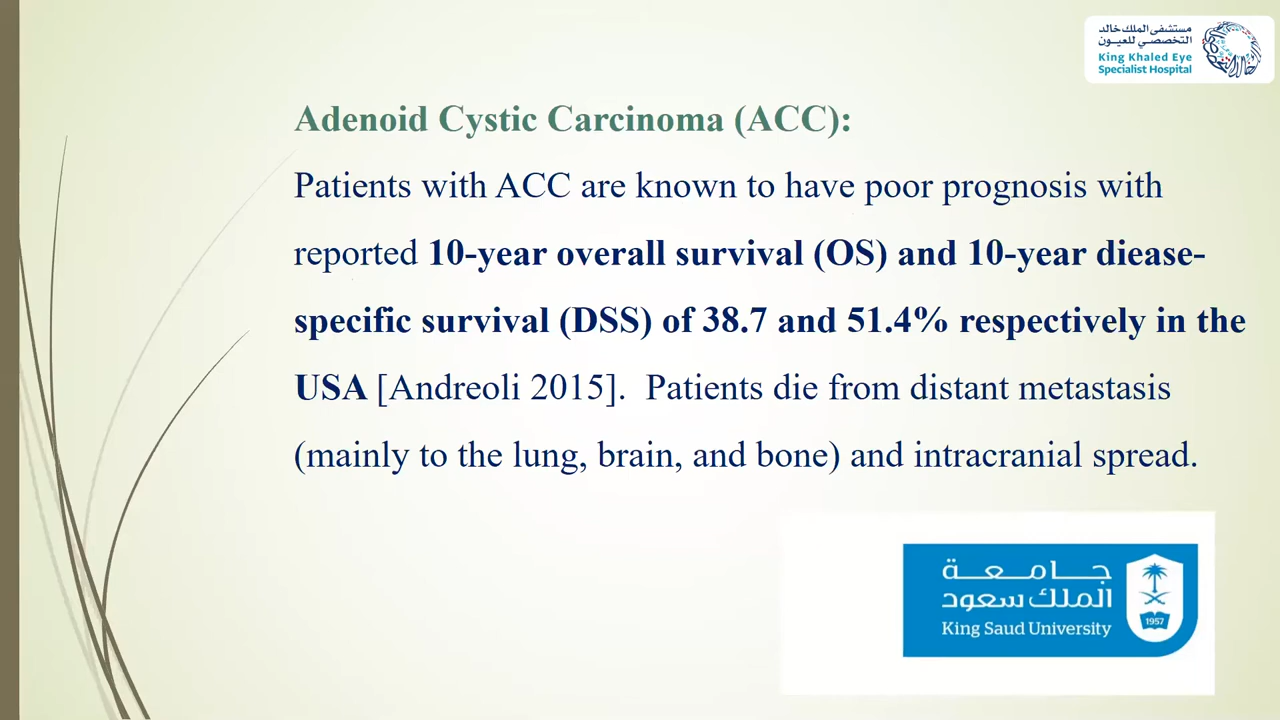 مستشفى الملك خالد
التخصصي للعيون
King Khaled Eye
Specialist Hospital
Adenoid Cystic Carcinoma (ACC):
Patients with ACC are known to have poor prognosis with
reported 10-year overall survival (OS) and 10-year diease-
specific survival (DSS) of 38.7 and 51.4% respectively in the
USA [Andreoli 2015]. Patients die from distant metastasis
(mainly to the lung, brain, and bone) and intracranial spread.
جامعة
الملك سعود
King Saud University
1957